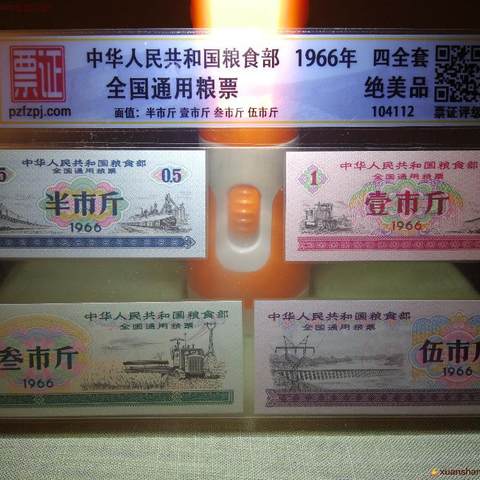 票证
pzfzpj.com
中华人民共和国粮食部 1966年 四全套
全国通用粮票 绝美品
面值：半市斤 壹市斤 叁市斤 伍市斤
104112 票证评级
中华人民共和国粮食部
全国通用粮票
5 0.5
半市斤
1966
中华人民共和国粮食部
全国通用粮票
1
壹市斤
1966
中华人民共和国粮食部
全国通用粮票
叁市斤
1966
中华人民共和国粮食部
全国通用粮票
伍市斤
1966
xuanshan